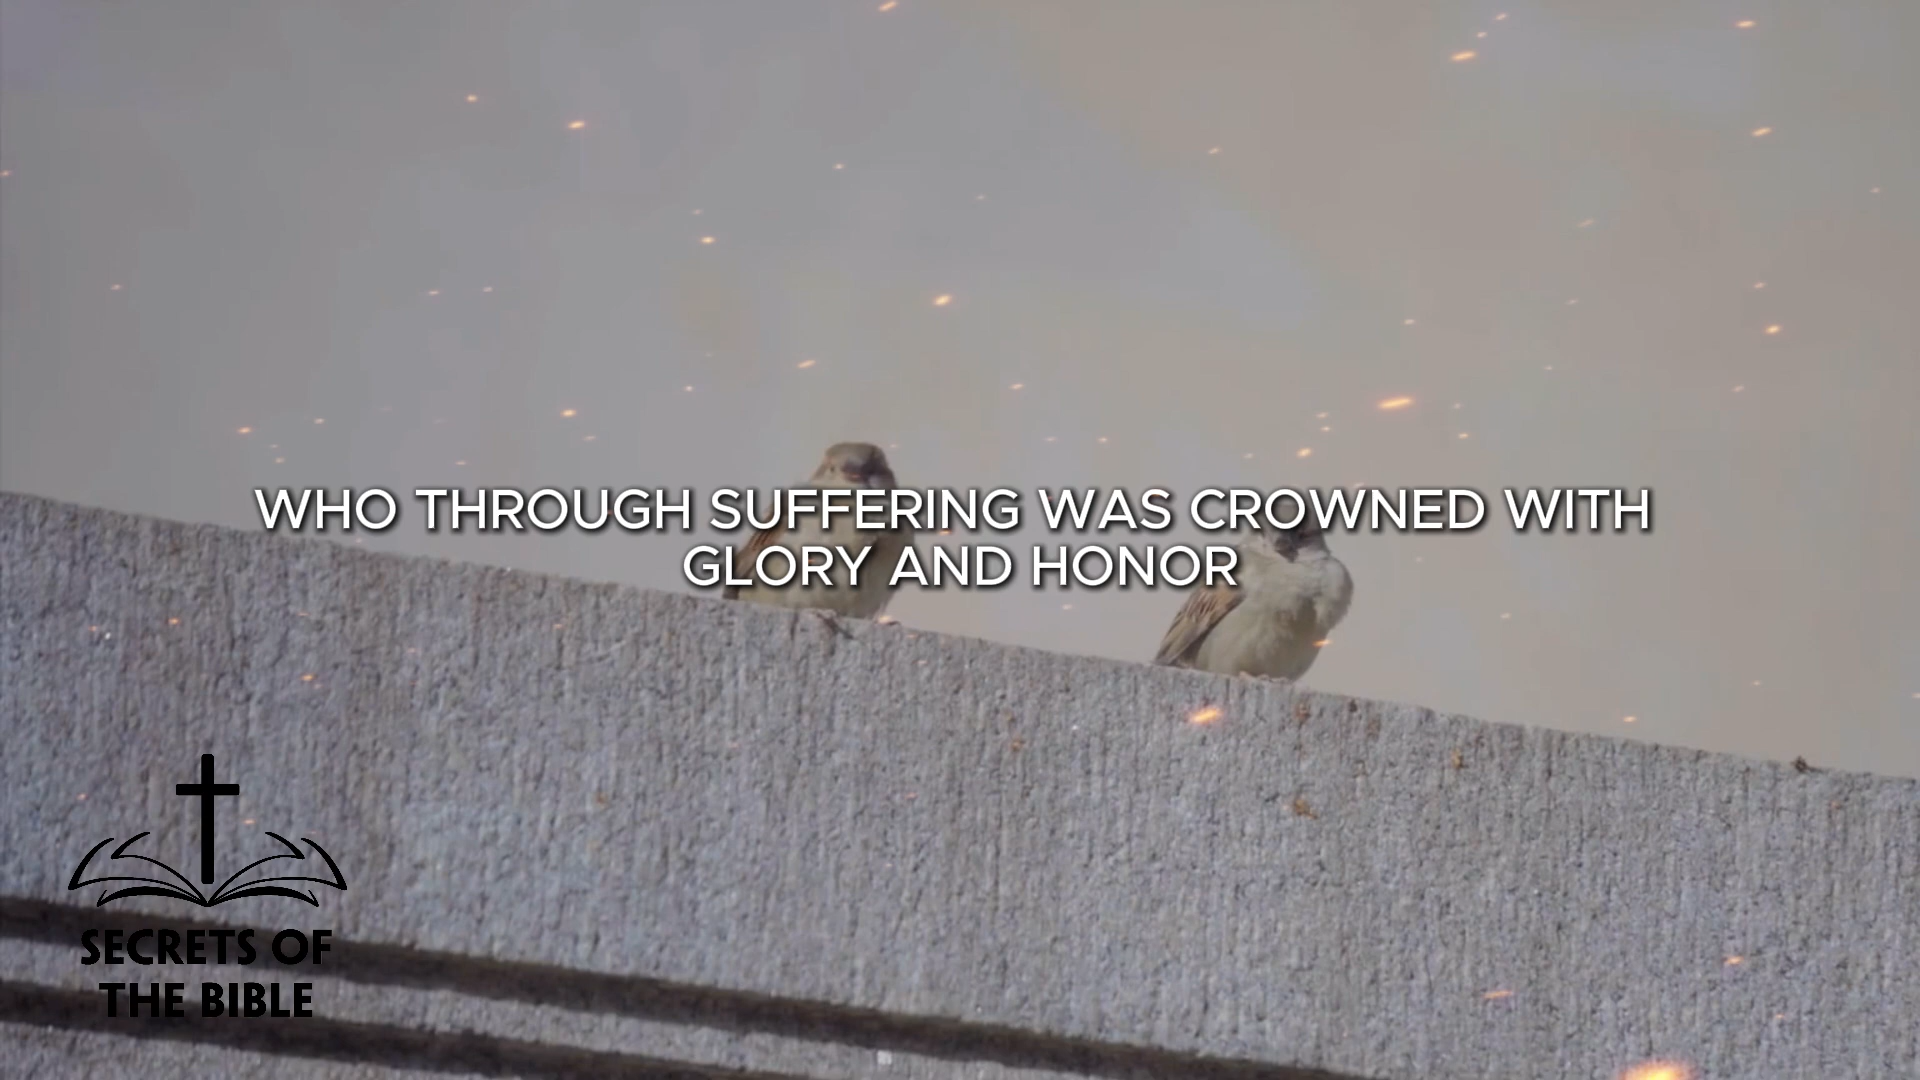 WHO THROUGH SUFFERING WAS CROWNED WITH
GLORY AND HONOR
SECRETS OF
THE BIBLE